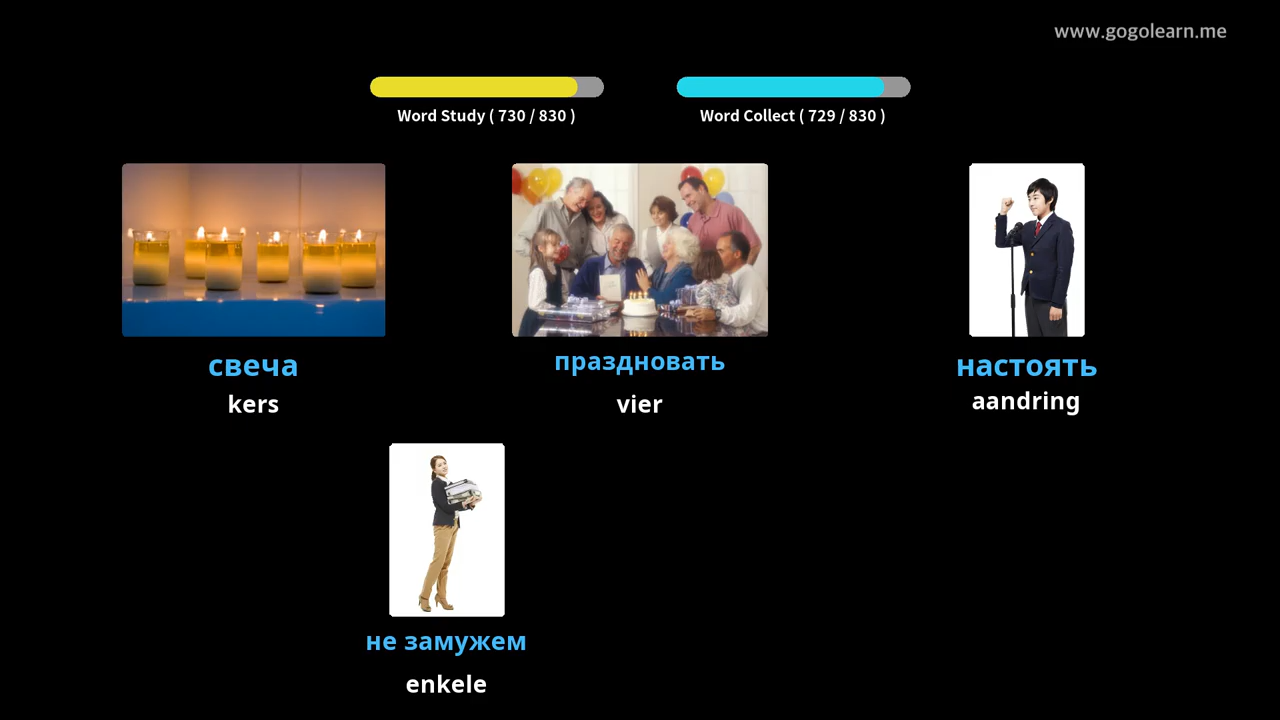 www.gogolearn.me
Word Study ( 730 / 830 )
Word Collect ( 729 / 830 )
свеча
kers
праздновать
vier
настоять
aandring
не замужем
enkele